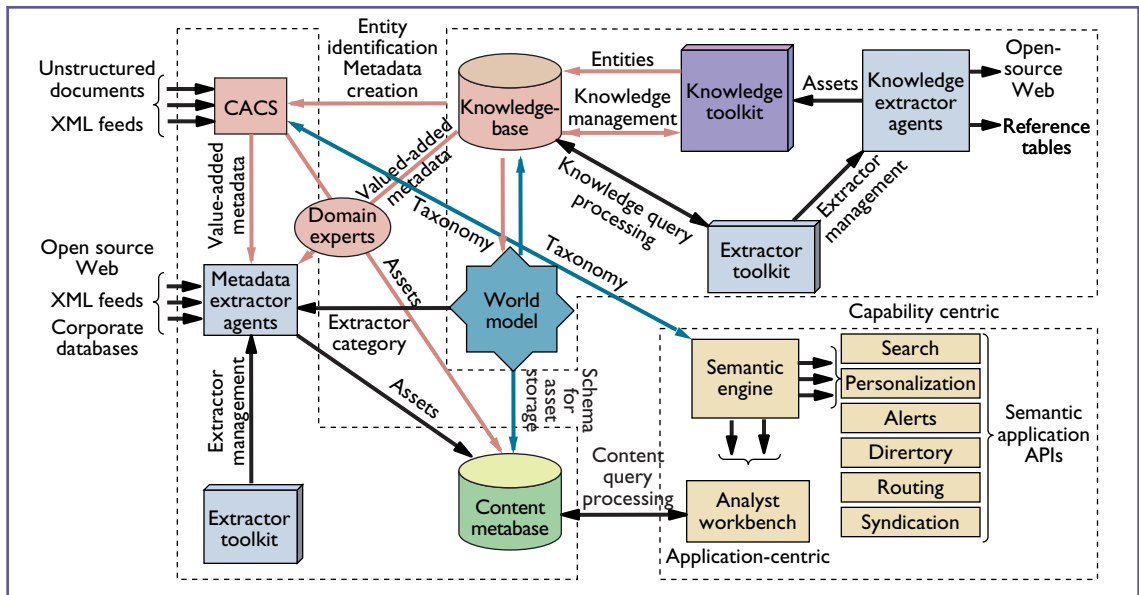 Unstructured
documents
XML feeds
CACS
Entity
identification
Metadata
creation
Knowledge-
base
Entities
Knowledge
management
Knowledge
toolkit
Assets
Knowledge
extractor
agents
Open-
source
Web
Reference
tables
Value-added
metadata
Valued-added
metadata
Domain
experts
Taxonomy
Taxonomy
Knowledge query
processing
Extractor
management
Extractor
toolkit
Open source
Web
XML feeds
Corporate
databases
Metadata
extractor
agents
Assets
Extractor
category
World
model
Capability centric
Extractor
management
Assets
Schema
for
asset
storage
Semantic
engine
Search
Personalization
Alerts
Dirertory
Routing
Syndication
Semantic
application
APIs
Extractor
toolkit
Content
metabase
Content
query
processing
Analyst
workbench
Application-centric